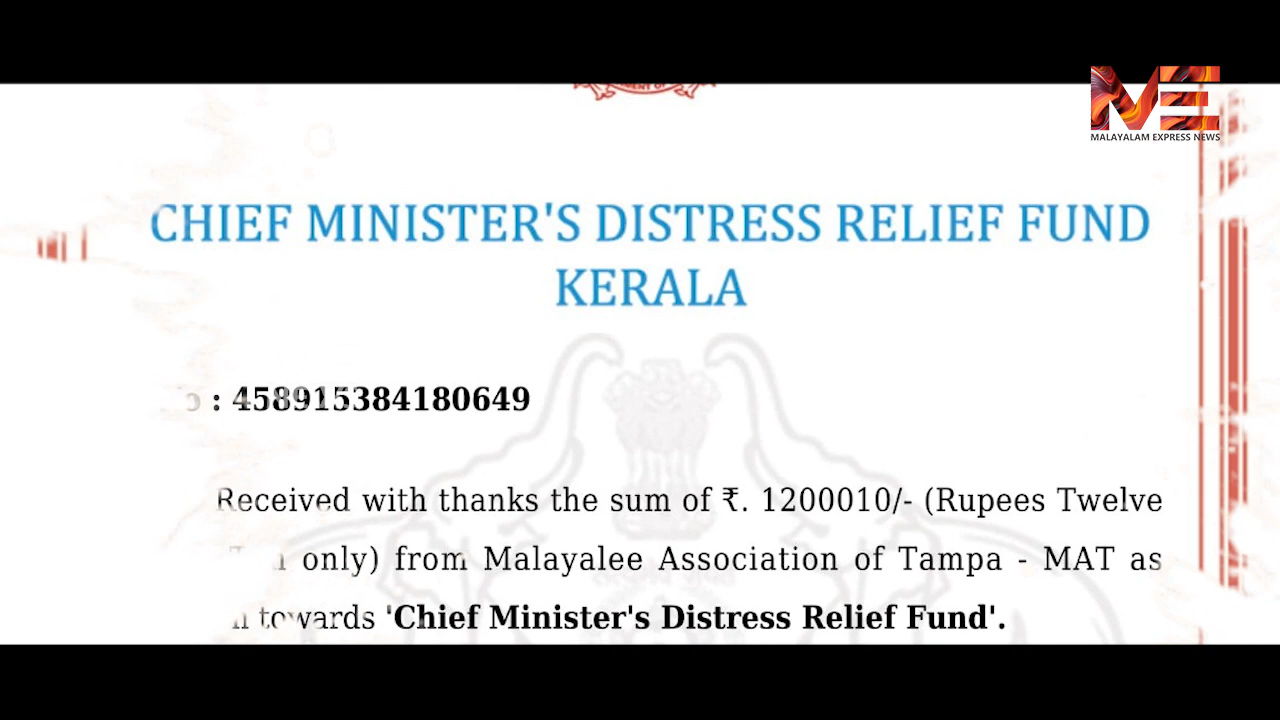 MALAYALAM EXPRESS NEWS
CHIEF MINISTER'S DISTRESS RELIEF FUND
KERALA
: 458915384180649
Received with thanks the sum of ₹. 1200010/- (Rupees Twelve
only) from Malayalee Association of Tampa - MAT as
towards 'Chief Minister's Distress Relief Fund'.